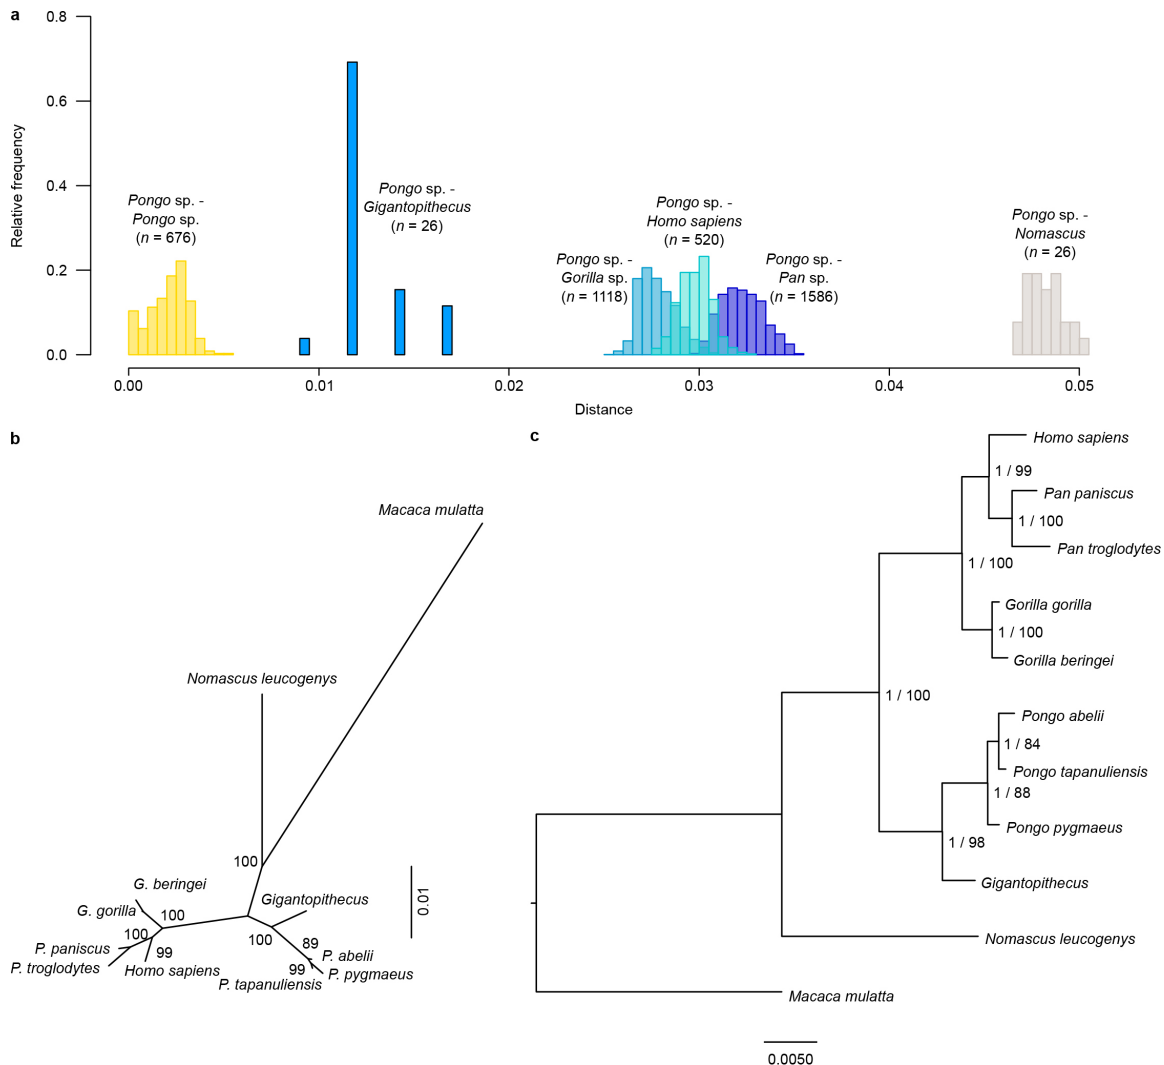 a
0.8
0.6
0.4
0.2
0.0
Relative frequency
Pongo sp. -
Pongo sp.
(n = 676)
Pongo sp. -
Gigantopithecus
(n = 26)
Pongo sp. -
Gorilla sp.
(n = 1118)
Pongo sp. -
Homo sapiens
(n = 520)
Pongo sp. -
Pan sp.
(n = 1586)
Pongo sp. -
Nomascus
(n = 26)
0.00
0.01
0.02
0.03
0.04
0.05
Distance
b
Macaca mulatta
Nomascus leucogenys
100
G. beringei
G. gorilla
100
100
P. paniscus
99
P. troglodytes
Homo sapiens
Gigantopithecus
100
89
P. abelii
99
P. pygmaeus
P. tapanuliensis
0.01
c
Homo sapiens
1 / 99
Pan paniscus
1 / 100
Pan troglodytes
1 / 100
Gorilla gorilla
1 / 100
Gorilla beringei
1 / 100
Pongo abelii
1 / 84
Pongo tapanuliensis
1 / 88
Pongo pygmaeus
1 / 98
Gigantopithecus
Nomascus leucogenys
Macaca mulatta
0.0050